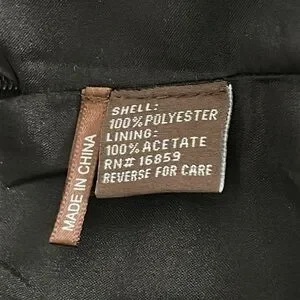 SHELL:
100% POLYESTER
LINING:
100% ACETATE
RN# 16859
REVERSE FOR CARE
MADE IN CHINA